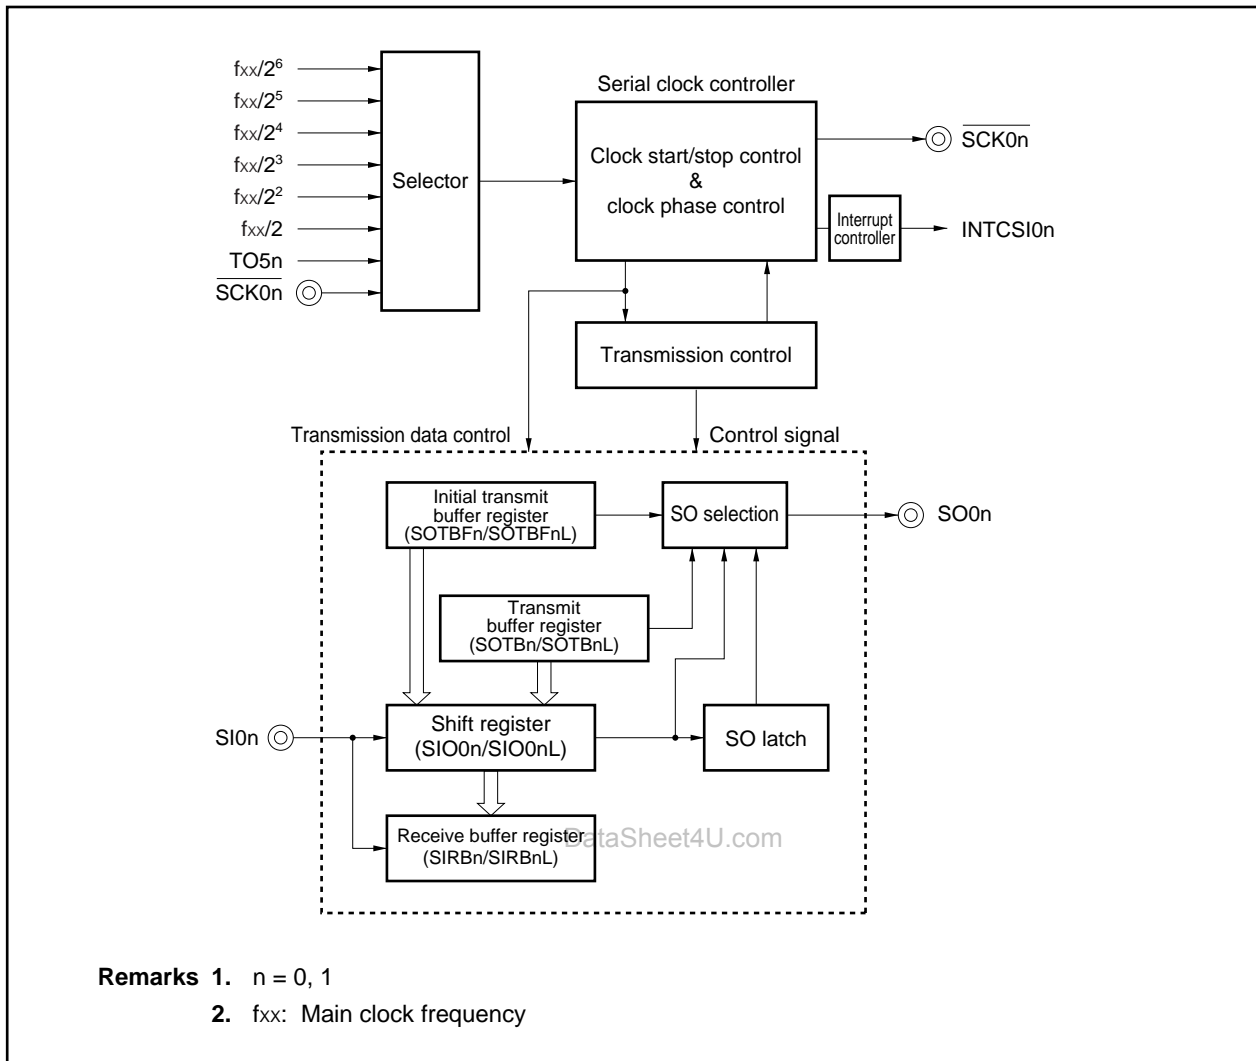 fxx/2⁶
fxx/2⁵
fxx/2⁴
fxx/2³
fxx/2²
fxx/2
TO5n
SCK0n
Selector
Serial clock controller
Clock start/stop control
&
clock phase control
SCK0n
Interrupt
controller
INTCSI0n
Transmission control
Transmission data control
Control signal
Initial transmit
buffer register
(SOTBFn/SOTBFnL)
SO selection
SO0n
Transmit
buffer register
(SOTBn/SOTBnL)
SI0n
Shift register
(SIO0n/SIO0nL)
SO latch
Receive buffer register
(SIRBn/SIRBnL)
DataSheet4U.com
Remarks 1. n = 0, 1
2. fxx: Main clock frequency